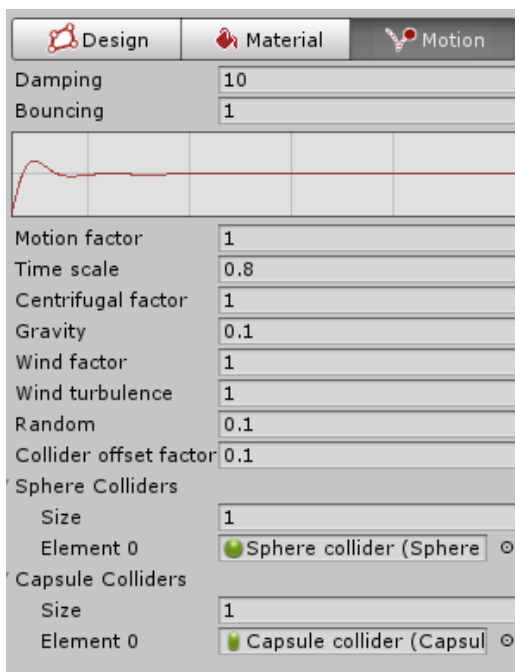 Design Material Motion
Damping 10
Bouncing 1
Motion factor 1
Time scale 0.8
Centrifugal factor 1
Gravity 0.1
Wind factor 1
Wind turbulence 1
Random 0.1
Collider offset factor 0.1
Sphere Colliders
Size 1
Element 0 Sphere collider (Sphere
Capsule Colliders
Size 1
Element 0 Capsule collider (Capsul